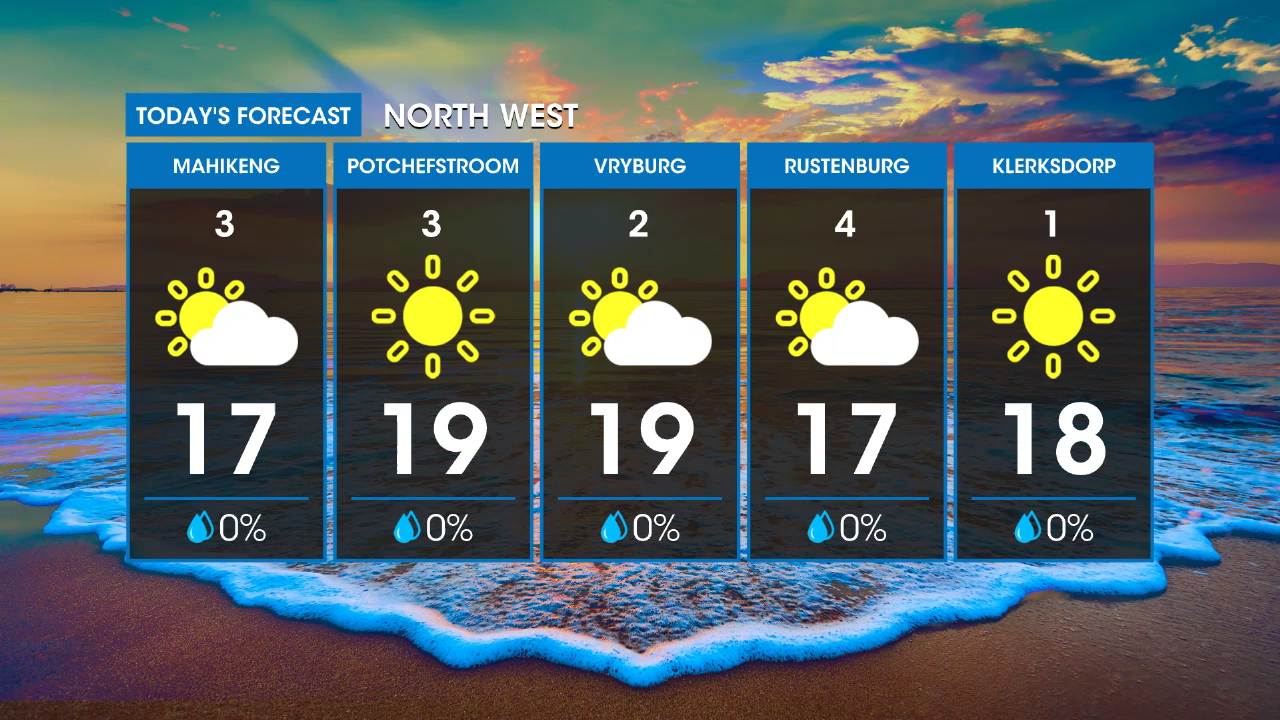 TODAY'S FORECAST NORTH WEST
MAHIKENG POTCHEFSTROOM VRYBURG RUSTENBURG KLERKSDORP
3 3 2 4 1
17 19 19 17 18
0% 0% 0% 0% 0%